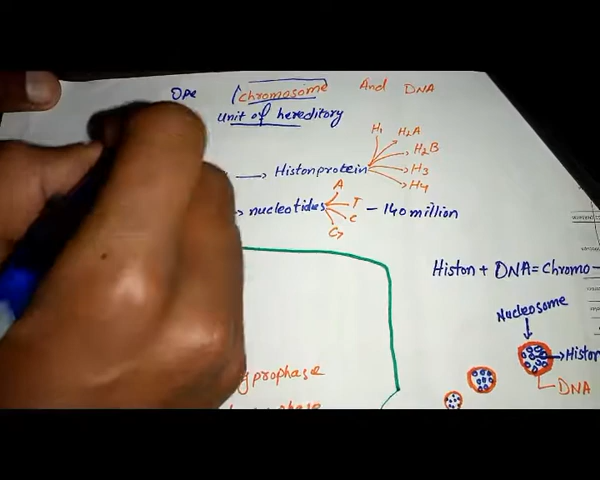 Ope chromosome And DNA
Unit of hereditory
→ Histonprotein
H1
H2A
H2B
H3
H4
→ nucleotides - 140 million
A
T
C
G
Histon + DNA = Chromo -
Nucleosome
→ Histon
DNA
prophase